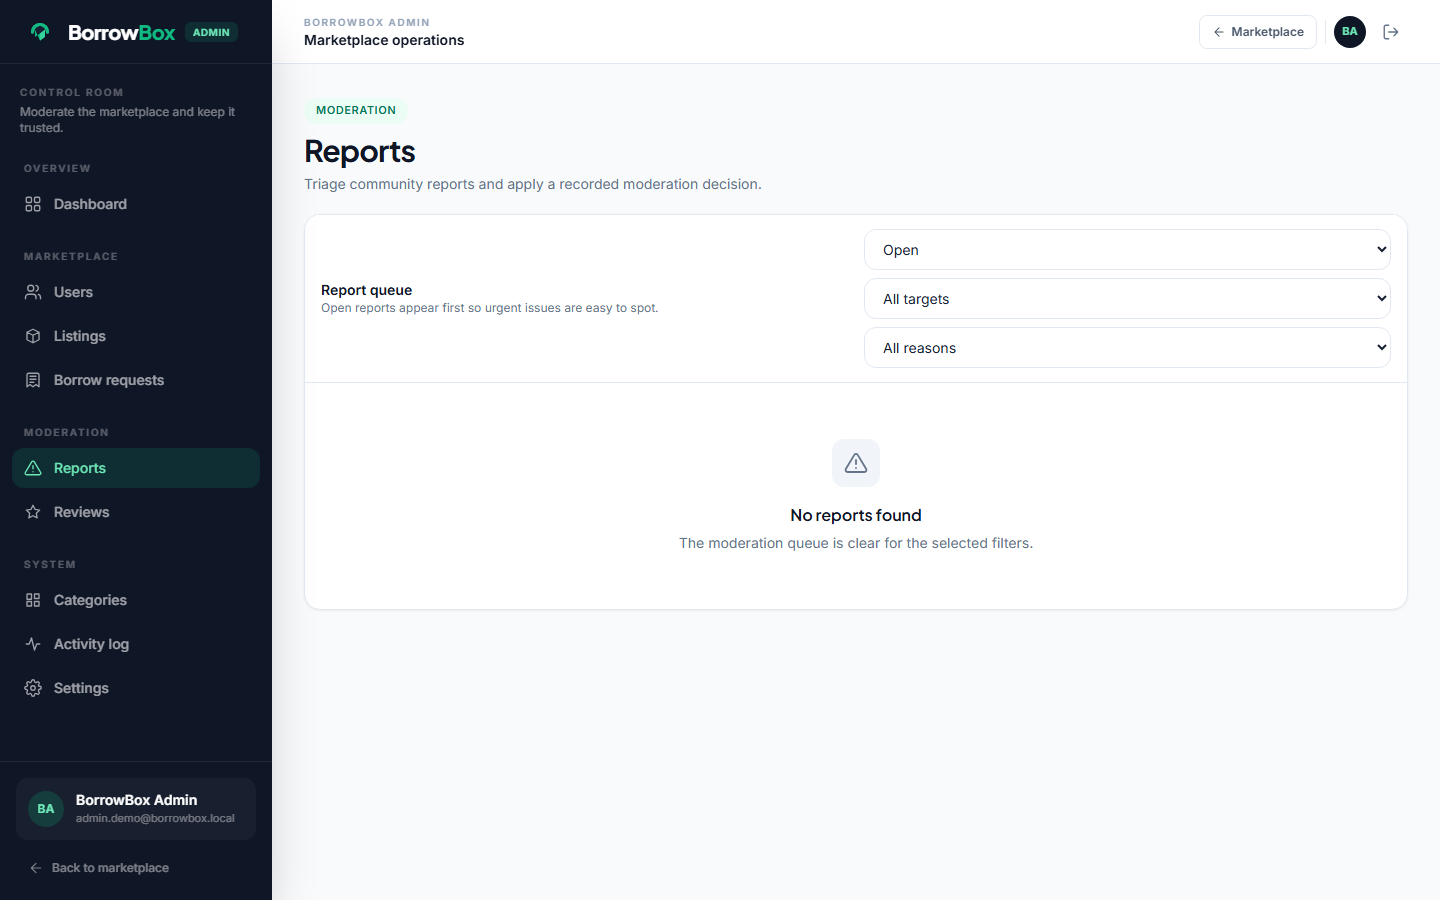 BorrowBox ADMIN
CONTROL ROOM
Moderate the marketplace and keep it
trusted.
OVERVIEW
Dashboard
MARKETPLACE
Users
Listings
Borrow requests
MODERATION
Reports
Reviews
SYSTEM
Categories
Activity log
Settings
BA
BorrowBox Admin
admin.demo@borrowbox.local
Back to marketplace
BORROWBOX ADMIN
Marketplace operations
Marketplace
BA
MODERATION
Reports
Triage community reports and apply a recorded moderation decision.
Report queue
Open reports appear first so urgent issues are easy to spot.
Open
All targets
All reasons
No reports found
The moderation queue is clear for the selected filters.